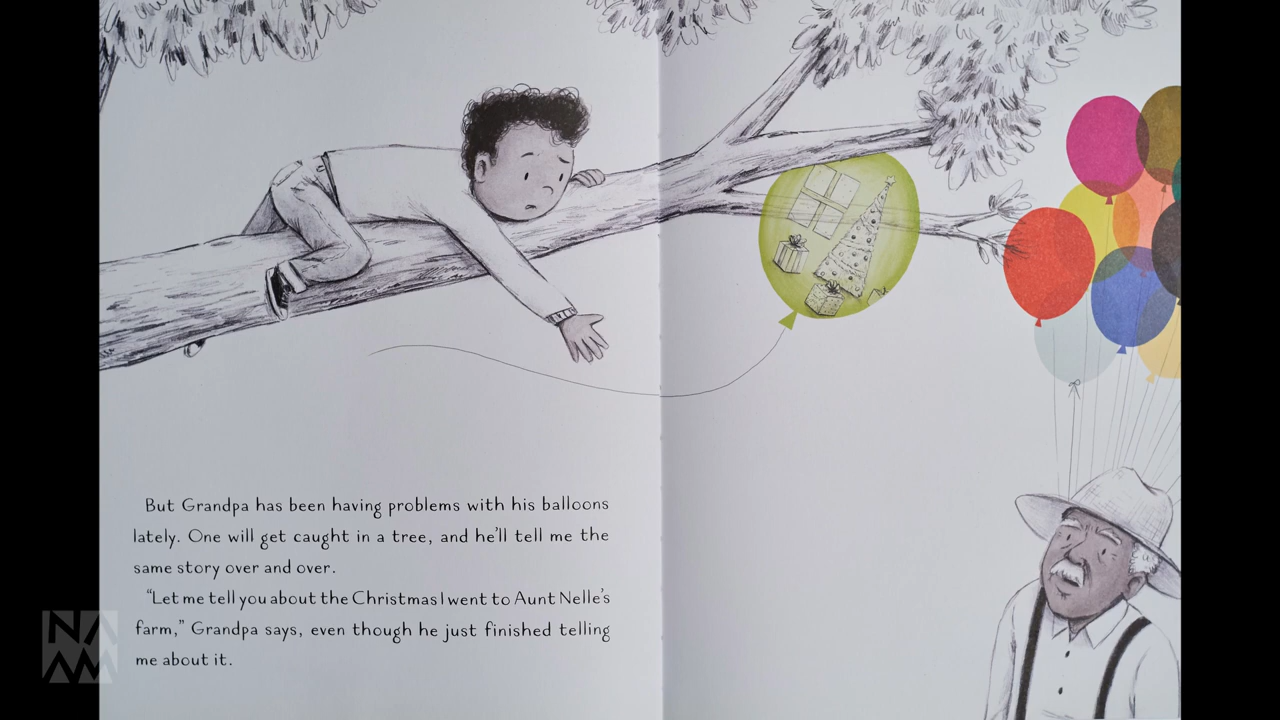 But Grandpa has been having problems with his balloons
lately. One will get caught in a tree, and he'll tell me the
same story over and over.
"Let me tell you about the Christmas I went to Aunt Nelle's
farm," Grandpa says, even though he just finished telling
me about it.
NA
AM